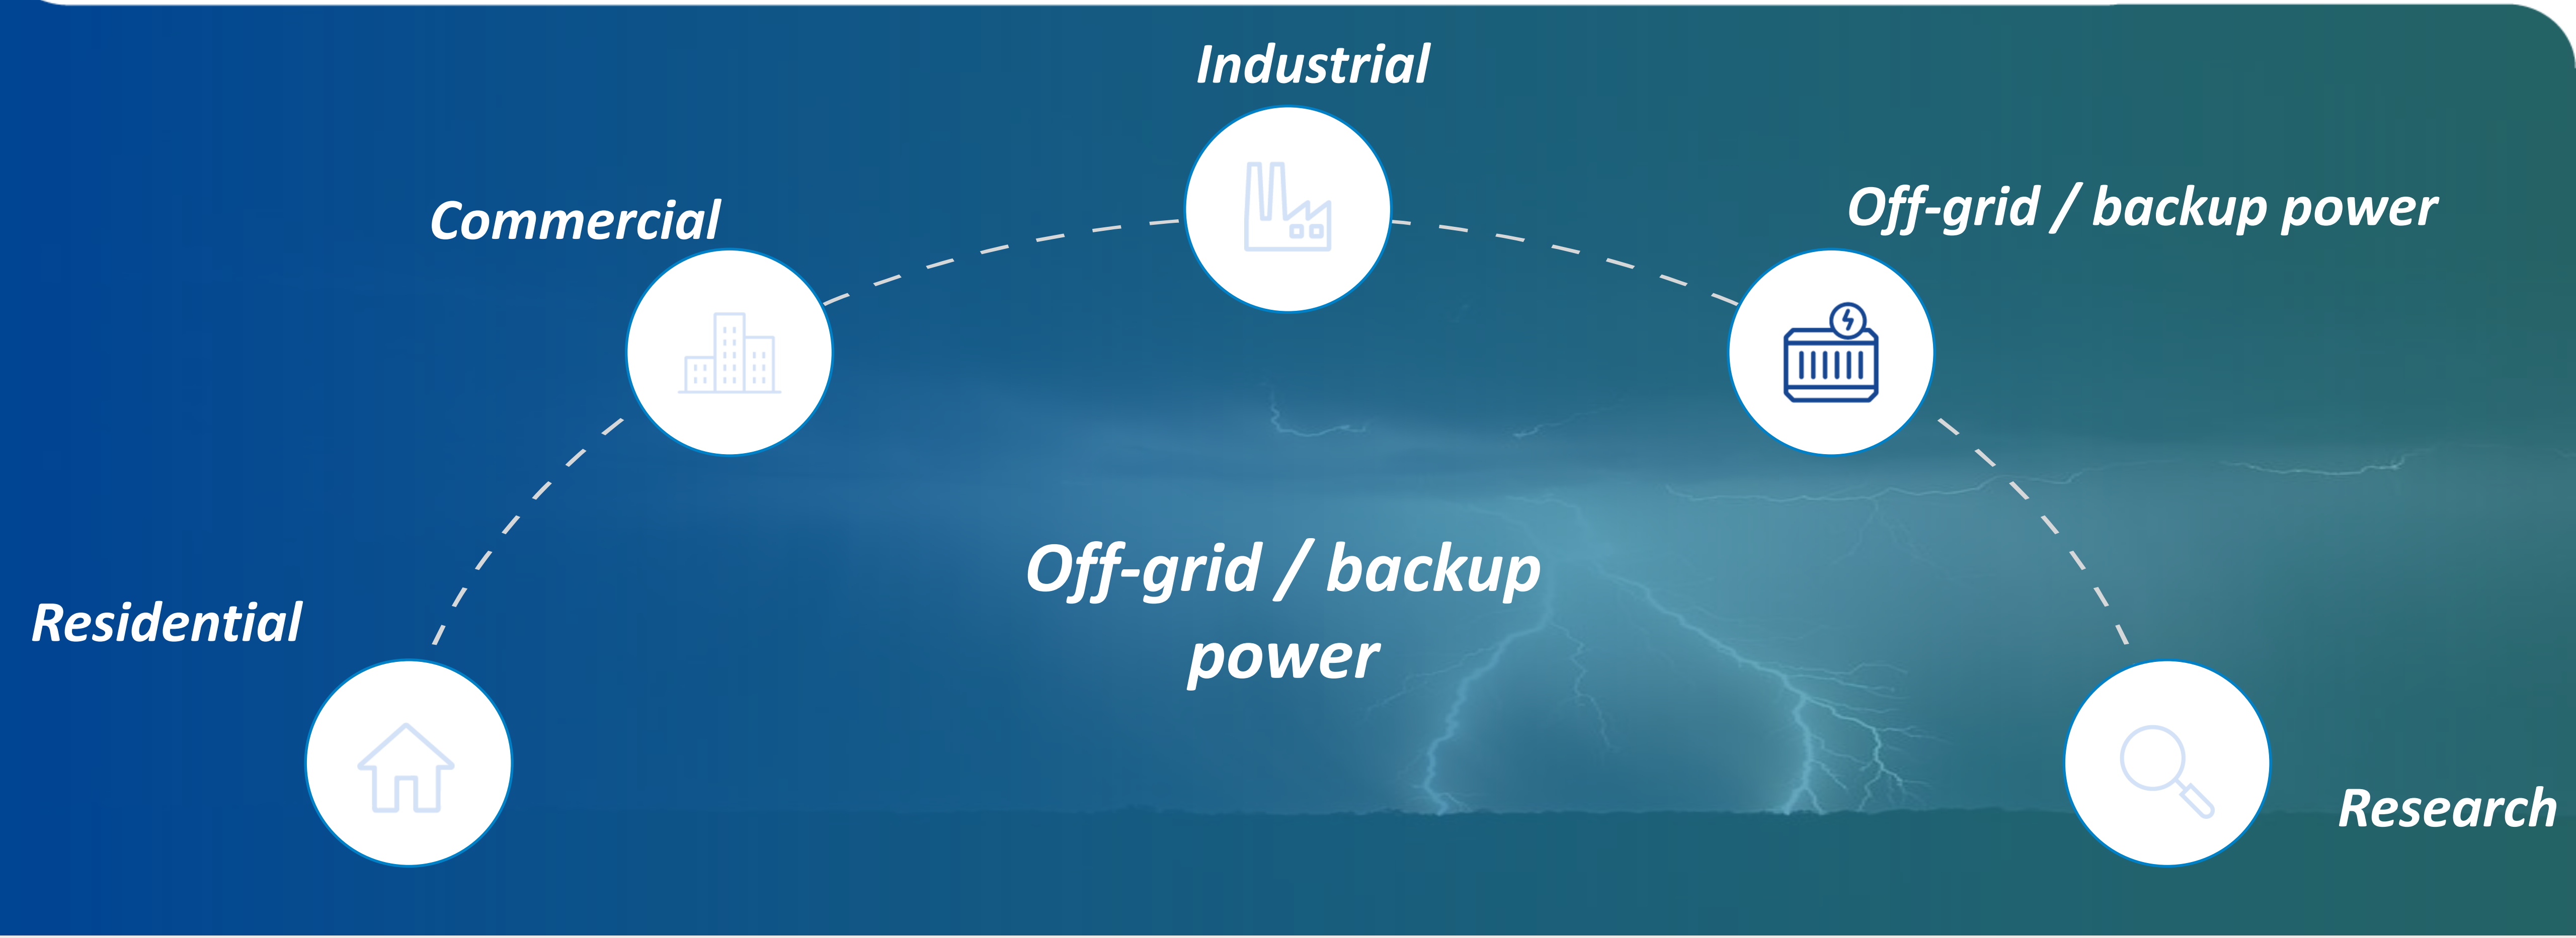 Industrial
Commercial
Off-grid / backup power
Residential
Off-grid / backup
power
Research